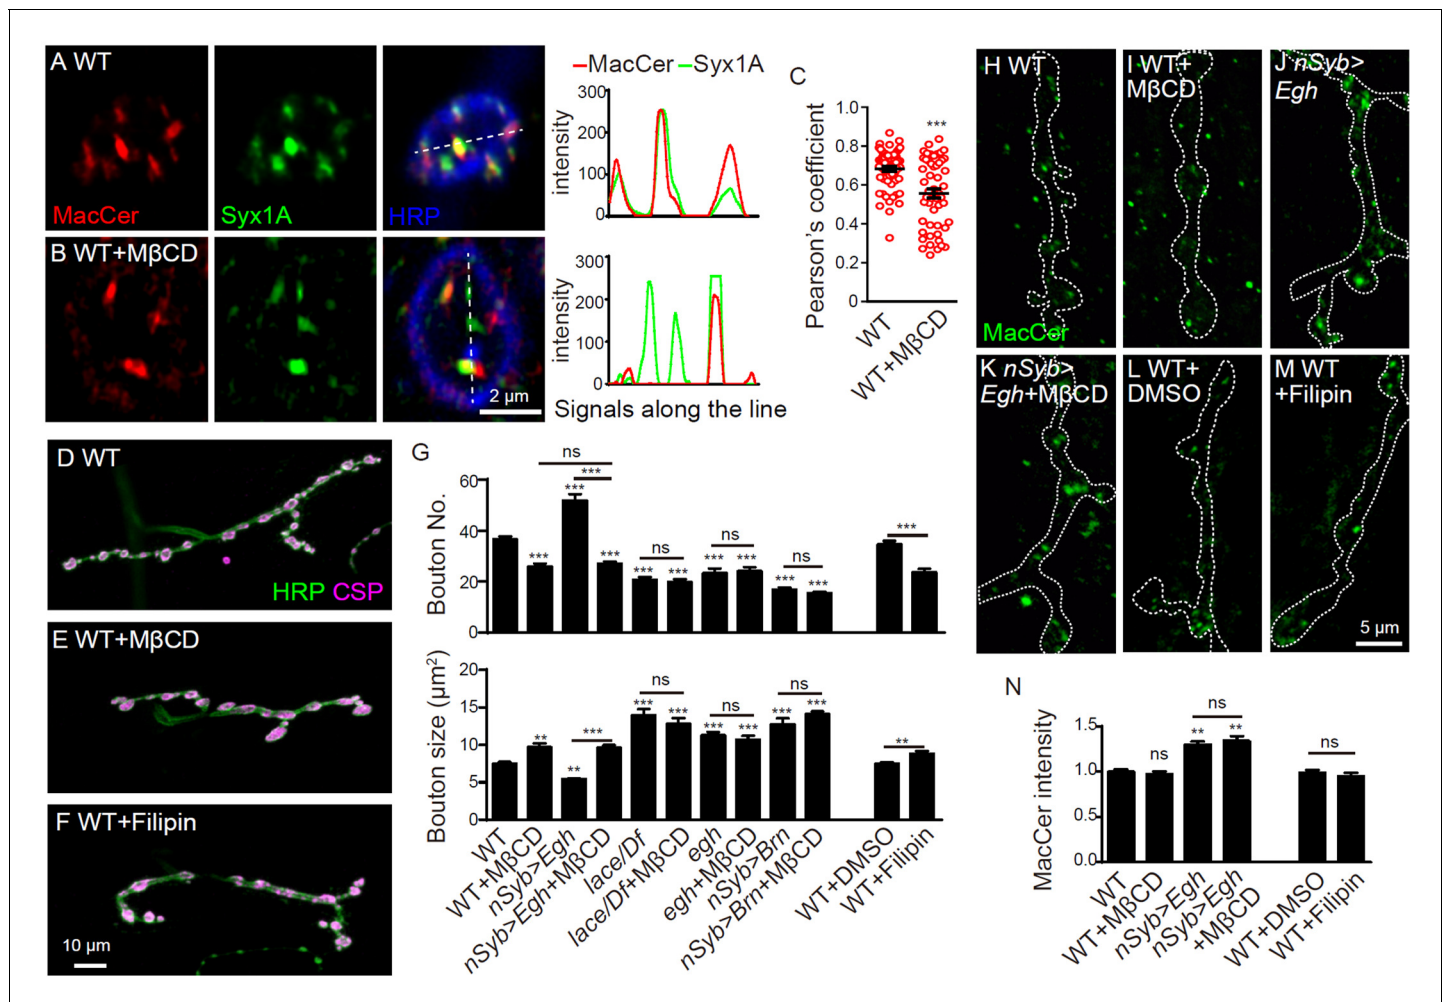 A WT
MacCer
Syx1A
HRP
B WT+MβCD
2 µm
MacCer Syx1A
300
200
100
0
intensity
300
200
100
0
intensity
Signals along the line
C
1.0
0.8
0.6
0.4
0.2
0
Pearson's coefficient
***
WT
WT+MβCD
D WT
HRP CSP
E WT+MβCD
F WT+Filipin
10 µm
G
60
40
20
0
Bouton No.
ns
***
***
***
***
ns
***
***
ns
***
***
ns
***
***
***
20
15
10
5
0
Bouton size (µm²)
**
**
***
ns
***
***
ns
***
***
ns
***
***
**
WT
WT+MβCD
nSyb>Egh
nSyb>Egh+MβCD
lace/Df
lace/Df+MβCD
egh
egh+MβCD
nSyb>Brn
nSyb>Brn+MβCD
WT+DMSO
WT+Filipin
H WT
MacCer
I WT+
MβCD
J nSyb>
Egh
K nSyb>
Egh+MβCD
L WT+
DMSO
M WT
+Filipin
5 µm
N
1.5
1.0
0.5
0.0
MacCer intensity
ns
ns
**
**
ns
WT
WT+MβCD
nSyb>Egh
nSyb>Egh
+MβCD
WT+DMSO
WT+Filipin